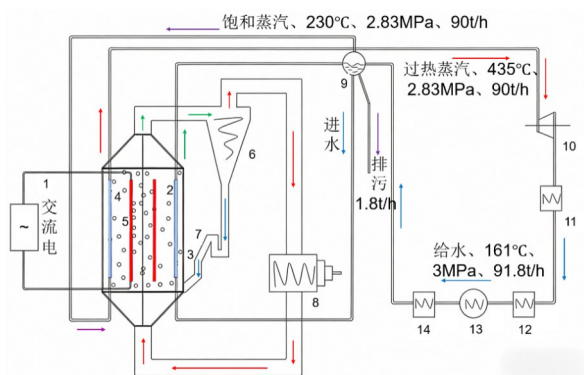 饱和蒸汽、230℃、2.83MPa、90t/h
过热蒸汽、435℃、
2.83MPa、90t/h
9
10
进水
排污
1.8t/h
6
1
4
2
5
交流电
~
7
3
8
11
给水、161℃、
3MPa、91.8t/h
14
13
12